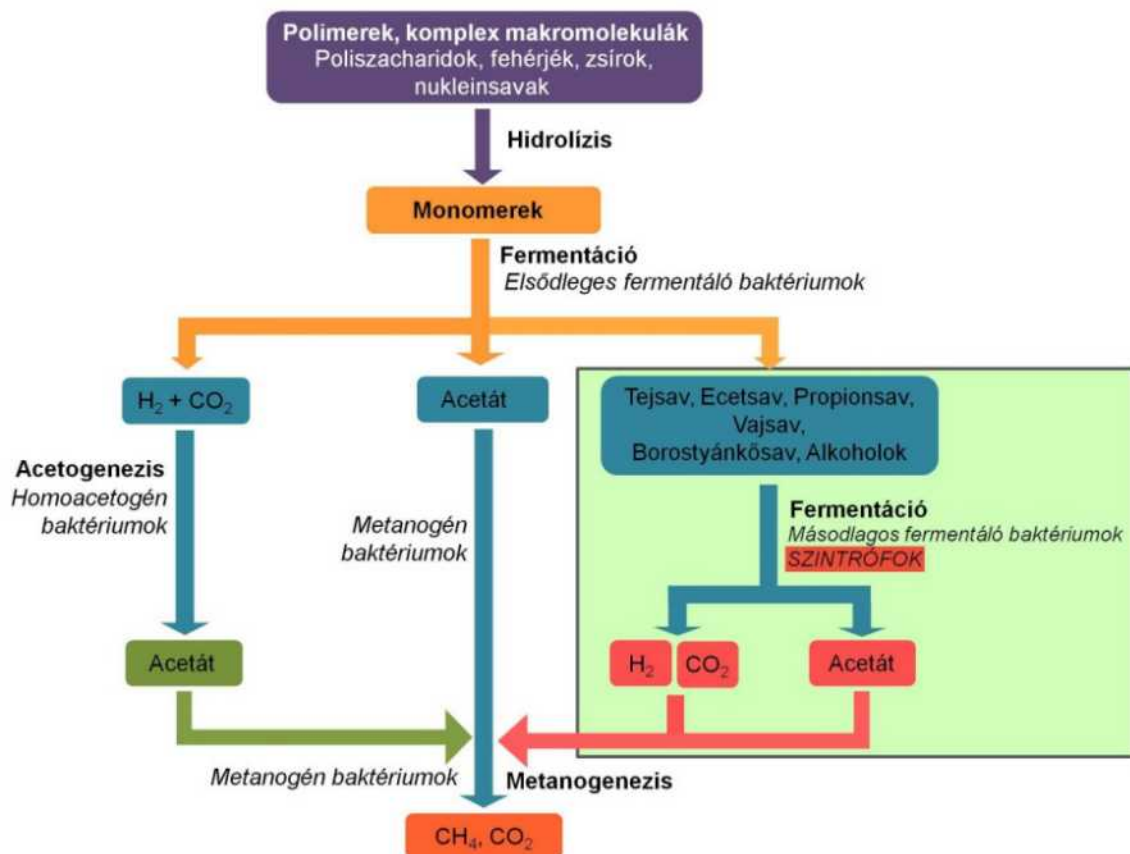 Polimerek, komplex makromolekulák
Poliszacharidok, fehérjék, zsírok,
nukleinsavak
Hidrolízis
Monomerek
Fermentáció
Elsődleges fermentáló baktériumok
H₂ + CO₂
Acetát
Tejsav, Ecetsav, Propionsav,
Vajsav,
Borostyánkősav, Alkoholok
Acetogenezis
Homoacetogén
baktériumok
Metanogén
baktériumok
Fermentáció
Másodlagos fermentáló baktériumok
SZINTRÓFOK
Acetát
H₂
CO₂
Acetát
Metanogén baktériumok
Metanogenezis
CH₄, CO₂